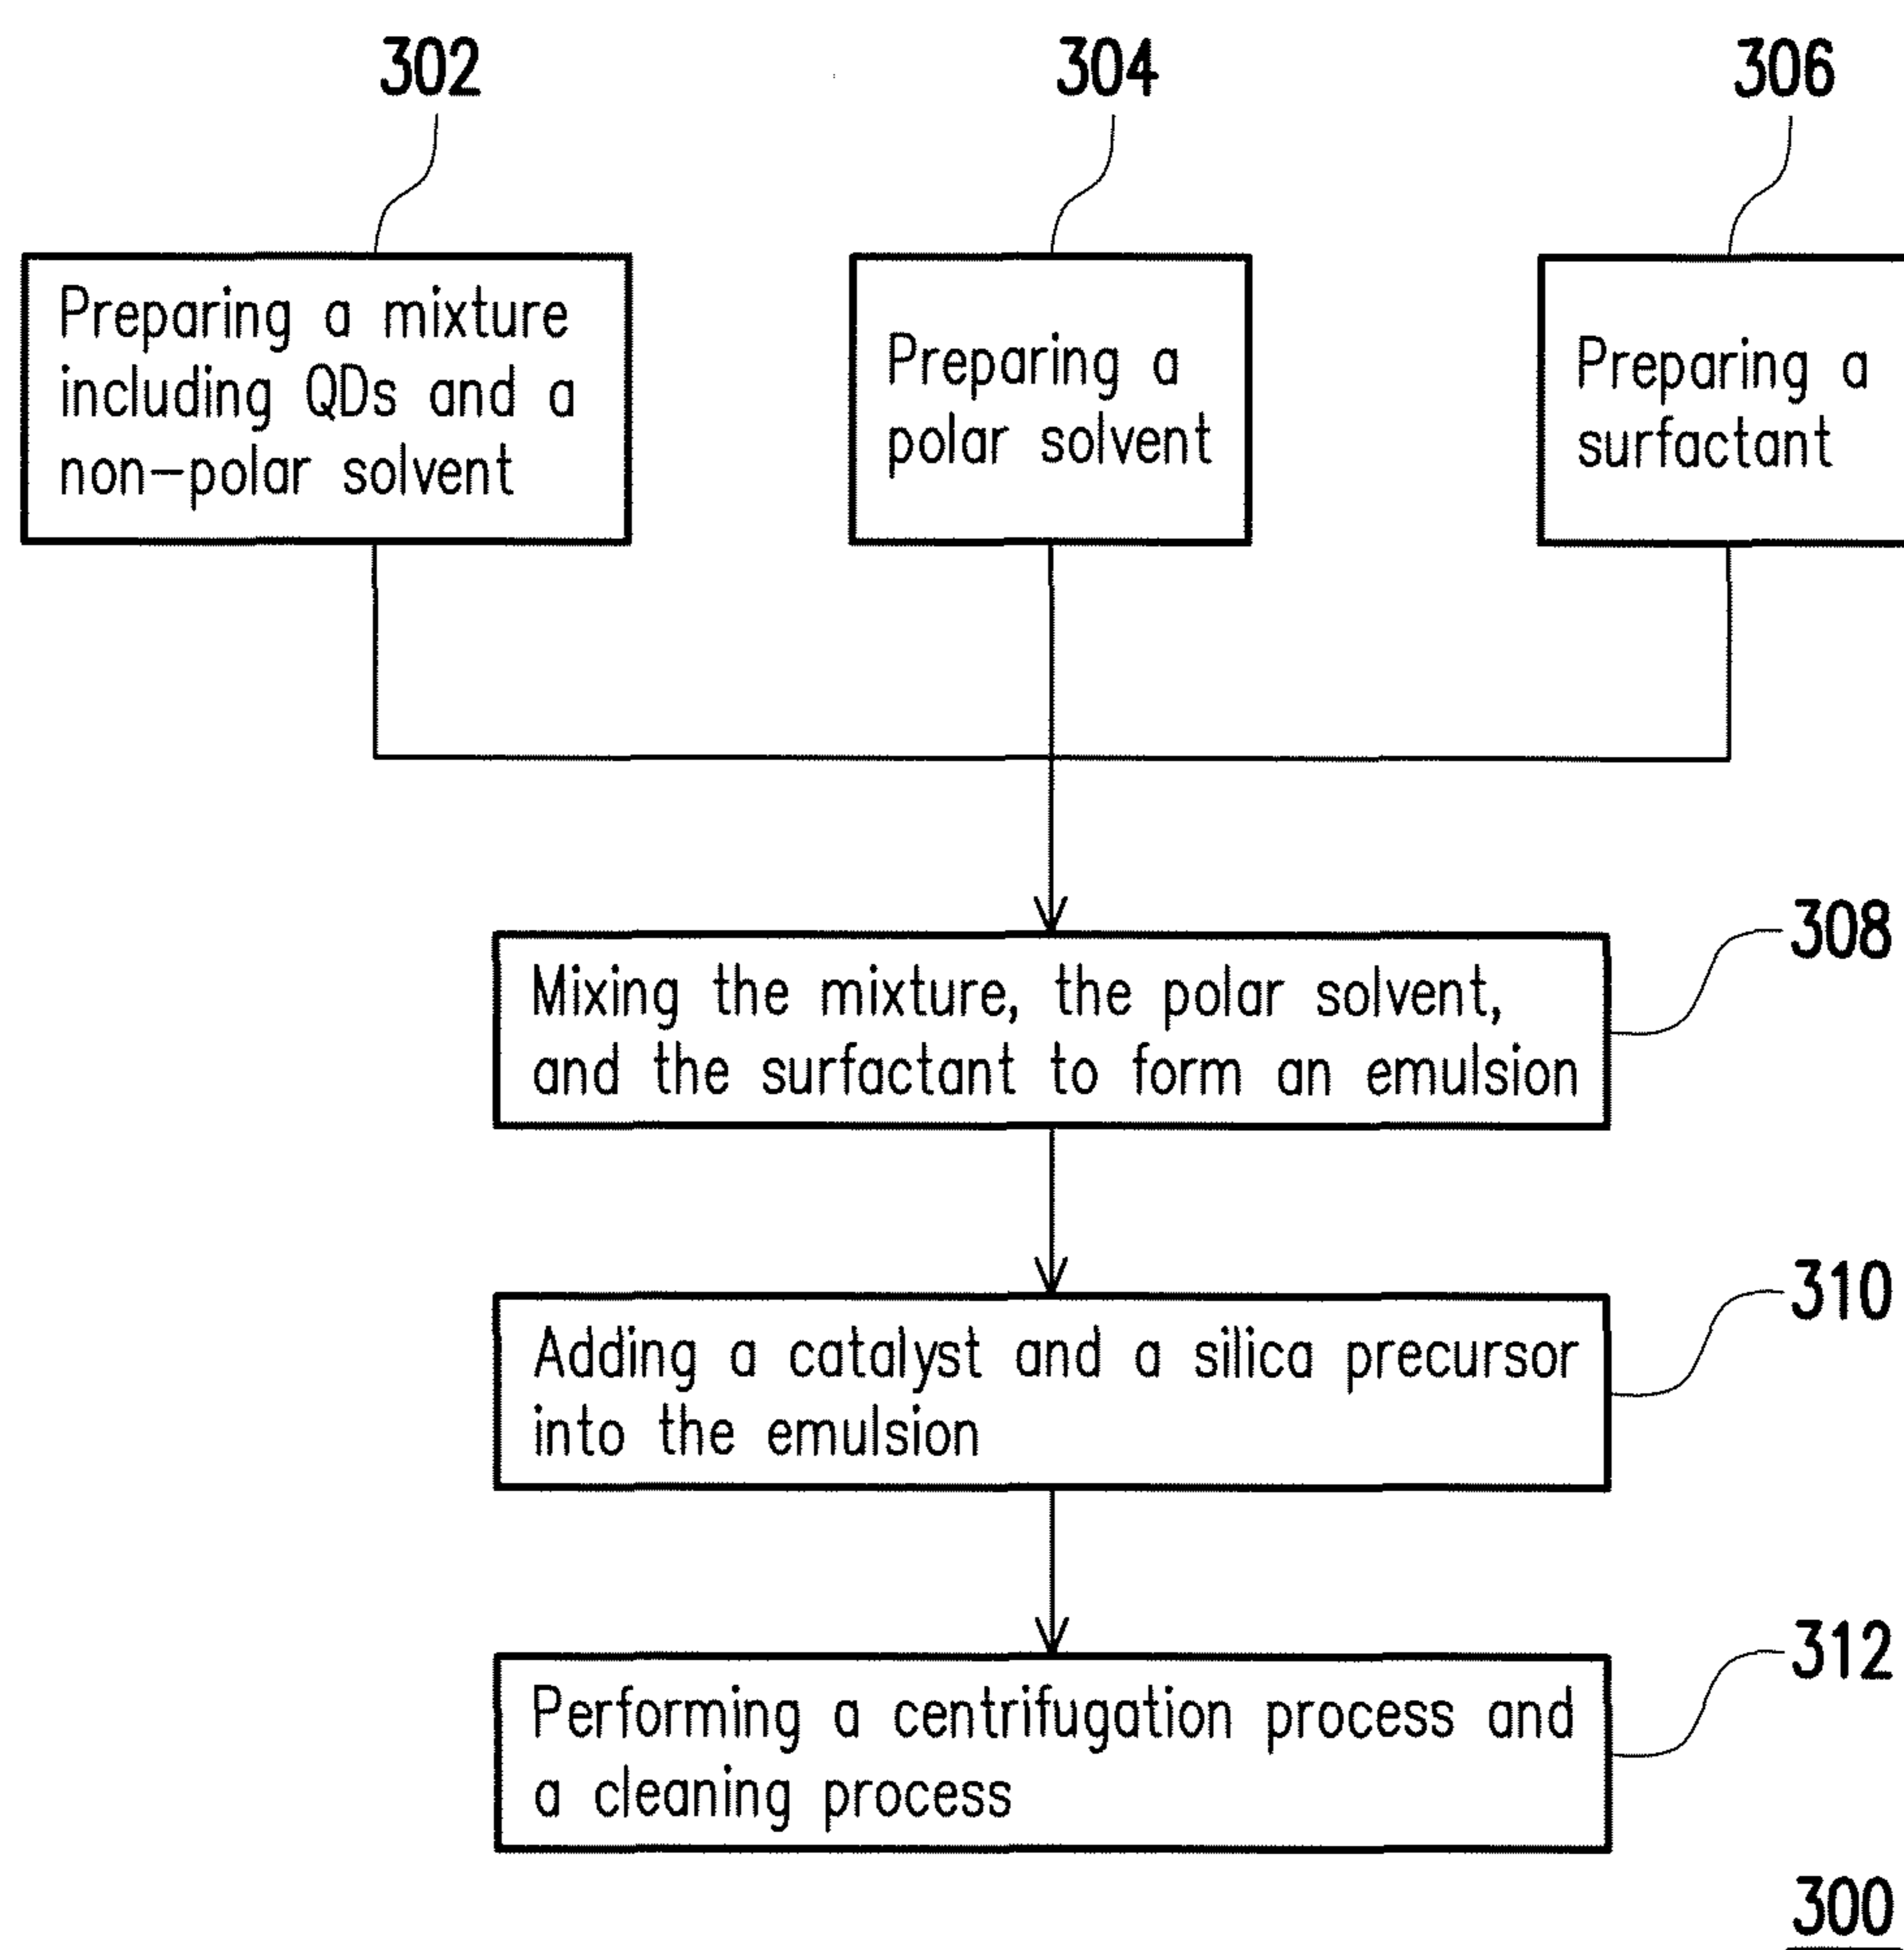 302
304
306
Preparing a mixture
including QDs and a
non-polar solvent
Preparing a
polar solvent
Preparing a
surfactant
308
Mixing the mixture, the polar solvent,
and the surfactant to form an emulsion
310
Adding a catalyst and a silica precursor
into the emulsion
312
Performing a centrifugation process and
a cleaning process
300